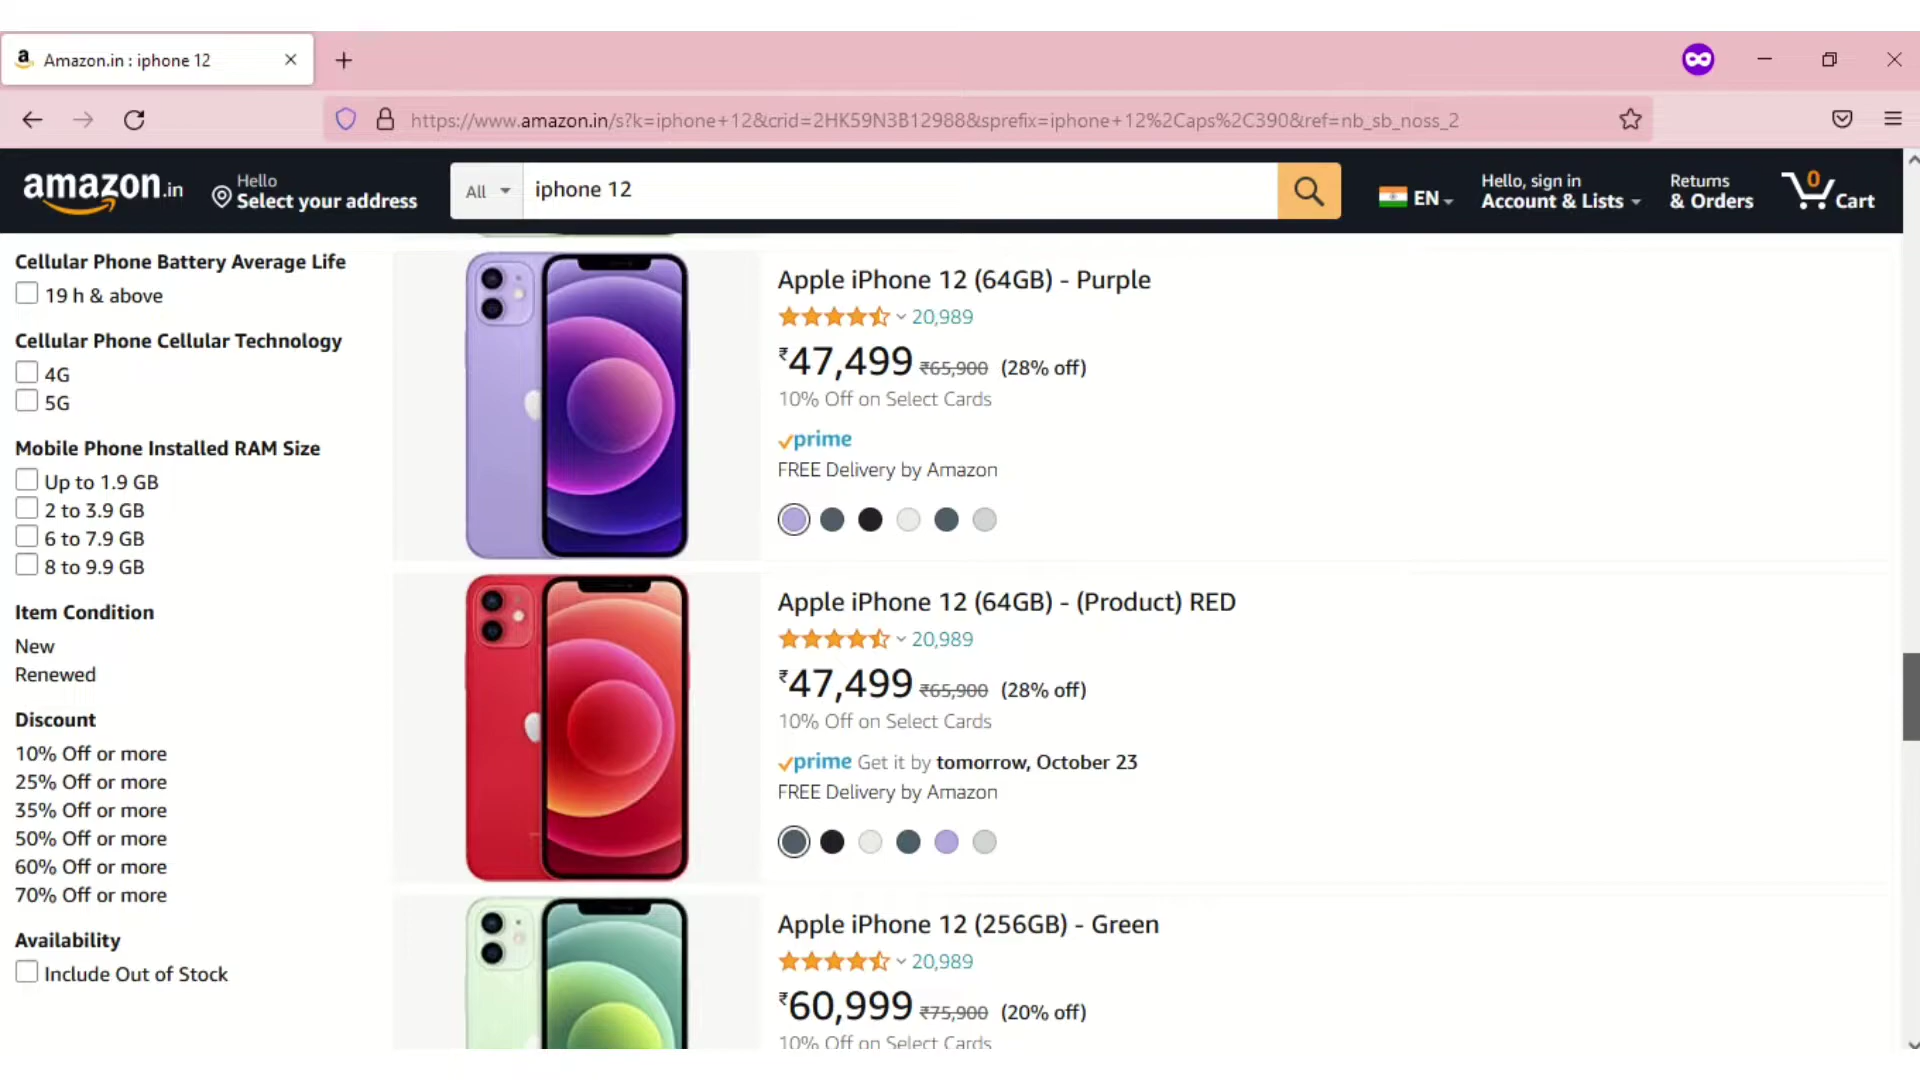 Amazon.in : iphone 12
https://www.amazon.in/s?k=iphone+12&crid=2HK59N3B12988&sprefix=iphone+12%2Caps%2C390&ref=nb_sb_noss_2
amazon.in
Hello
Select your address
All
iphone 12
EN
Hello, sign in
Account & Lists
Returns
& Orders
0
Cart
Cellular Phone Battery Average Life
19 h & above
Cellular Phone Cellular Technology
4G
5G
Mobile Phone Installed RAM Size
Up to 1.9 GB
2 to 3.9 GB
6 to 7.9 GB
8 to 9.9 GB
Item Condition
New
Renewed
Discount
10% Off or more
25% Off or more
35% Off or more
50% Off or more
60% Off or more
70% Off or more
Availability
Include Out of Stock
Apple iPhone 12 (64GB) - Purple
20,989
₹47,499 ₹65,900 (28% off)
10% Off on Select Cards
prime
FREE Delivery by Amazon
Apple iPhone 12 (64GB) - (Product) RED
20,989
₹47,499 ₹65,900 (28% off)
10% Off on Select Cards
prime Get it by tomorrow, October 23
FREE Delivery by Amazon
Apple iPhone 12 (256GB) - Green
20,989
₹60,999 ₹75,900 (20% off)
10% Off on Select Cards